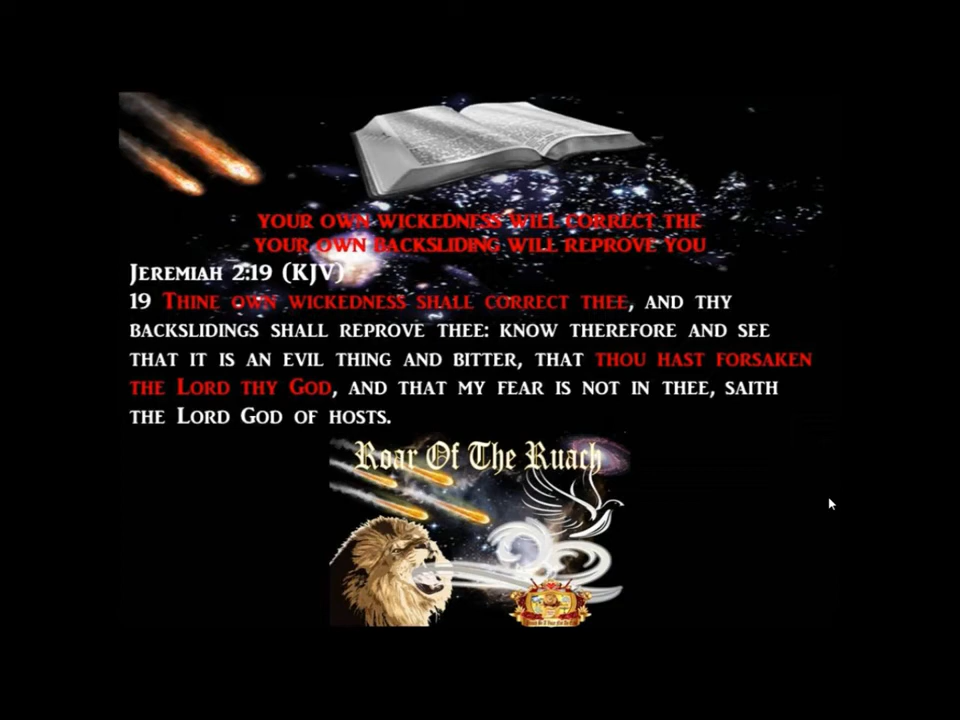 YOUR OWN WICKEDNESS WILL CORRECT THE
YOUR OWN BACKSLIDING WILL REPROVE YOU
JEREMIAH 2:19 (KJV)
19 THINE OWN WICKEDNESS SHALL CORRECT THEE, AND THY
BACKSLIDINGS SHALL REPROVE THEE: KNOW THEREFORE AND SEE
THAT IT IS AN EVIL THING AND BITTER, THAT THOU HAST FORSAKEN
THE LORD THY GOD, AND THAT MY FEAR IS NOT IN THEE, SAITH
THE LORD GOD OF HOSTS.
Roar Of The Ruach